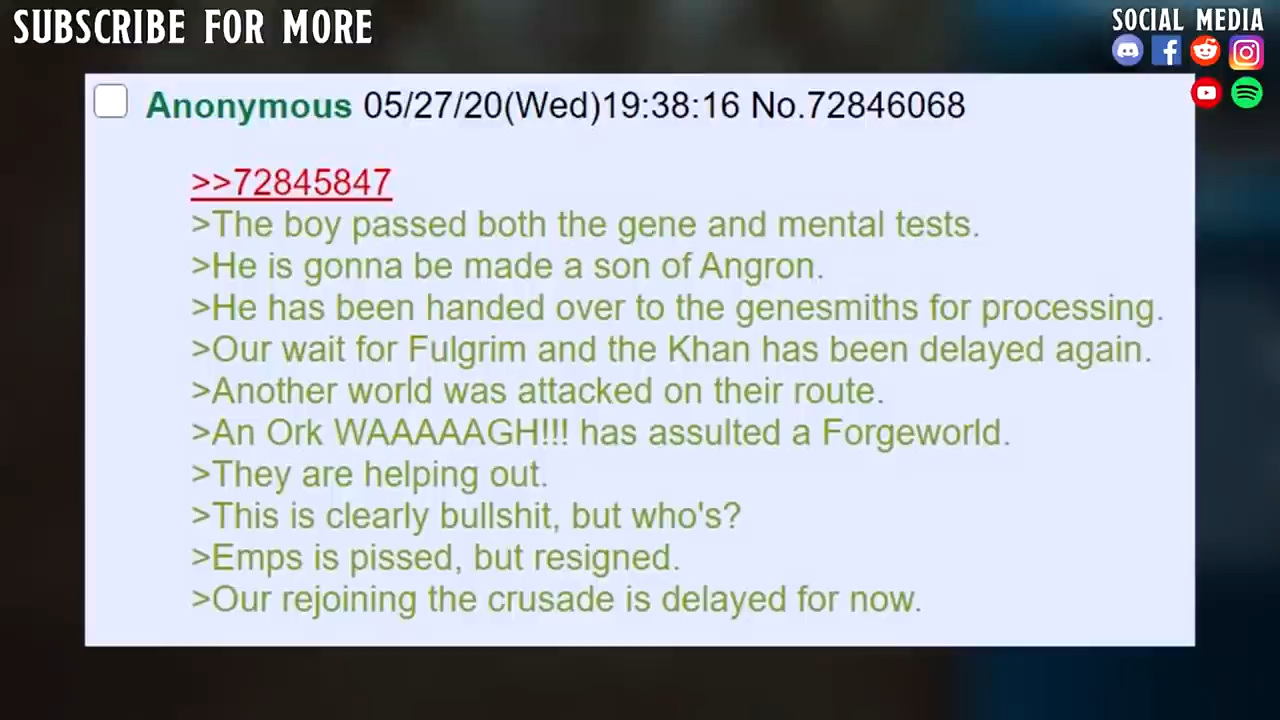 SUBSCRIBE FOR MORE
SOCIAL MEDIA
Anonymous 05/27/20(Wed)19:38:16 No.72846068
>>72845847
>The boy passed both the gene and mental tests.
>He is gonna be made a son of Angron.
>He has been handed over to the genesmiths for processing.
>Our wait for Fulgrim and the Khan has been delayed again.
>Another world was attacked on their route.
>An Ork WAAAAAGH!!! has assulted a Forgeworld.
>They are helping out.
>This is clearly bullshit, but who's?
>Emps is pissed, but resigned.
>Our rejoining the crusade is delayed for now.